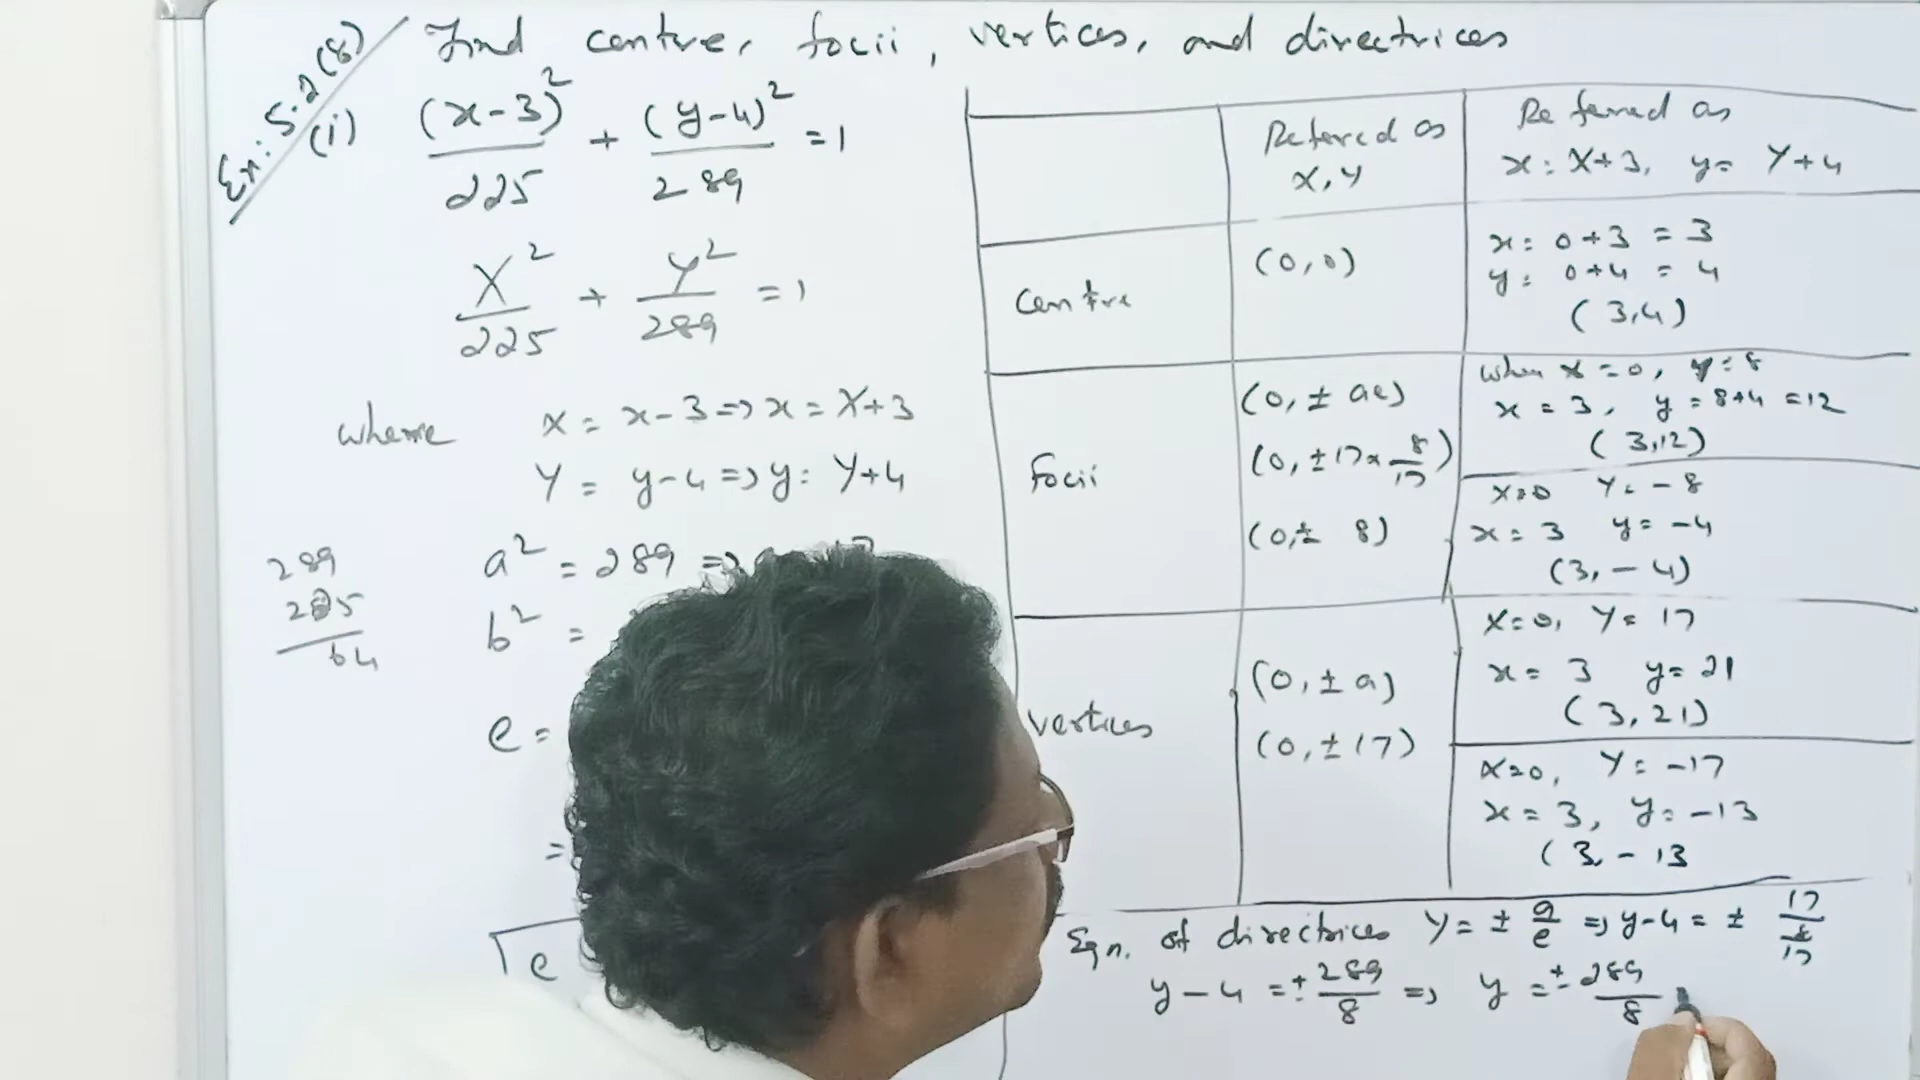 Ex: 5.2 (8)
Find centre, focii, vertices, and directrices
(i) (x-3)²/225 + (y-4)²/289 = 1
X²/225 + Y²/289 = 1
where X = x-3 => x = X+3
Y = y-4 => y = Y+4
289
225
64
a² = 289 =>
b² =
e =
=
e
Refered as
X, Y
Referred as
x = X+3, y = Y+4
Centre
(0, 0)
x = 0+3 = 3
y = 0+4 = 4
(3, 4)
Focii
(0, ± ae)
(0, ± 17 × 8/17)
(0, ± 8)
when X = 0, Y = 8
x = 3, y = 8+4 = 12
(3, 12)
X=0 Y = -8
x = 3 y = -4
(3, -4)
vertices
(0, ± a)
(0, ± 17)
X=0, Y = 17
x = 3 y = 21
(3, 21)
X=0, Y = -17
x = 3, y = -13
(3, -13
Eqn. of directrices Y = ± a/e => y-4 = ± 17/(8/17)
y-4 = ± 289/8 => y = ± 289/8